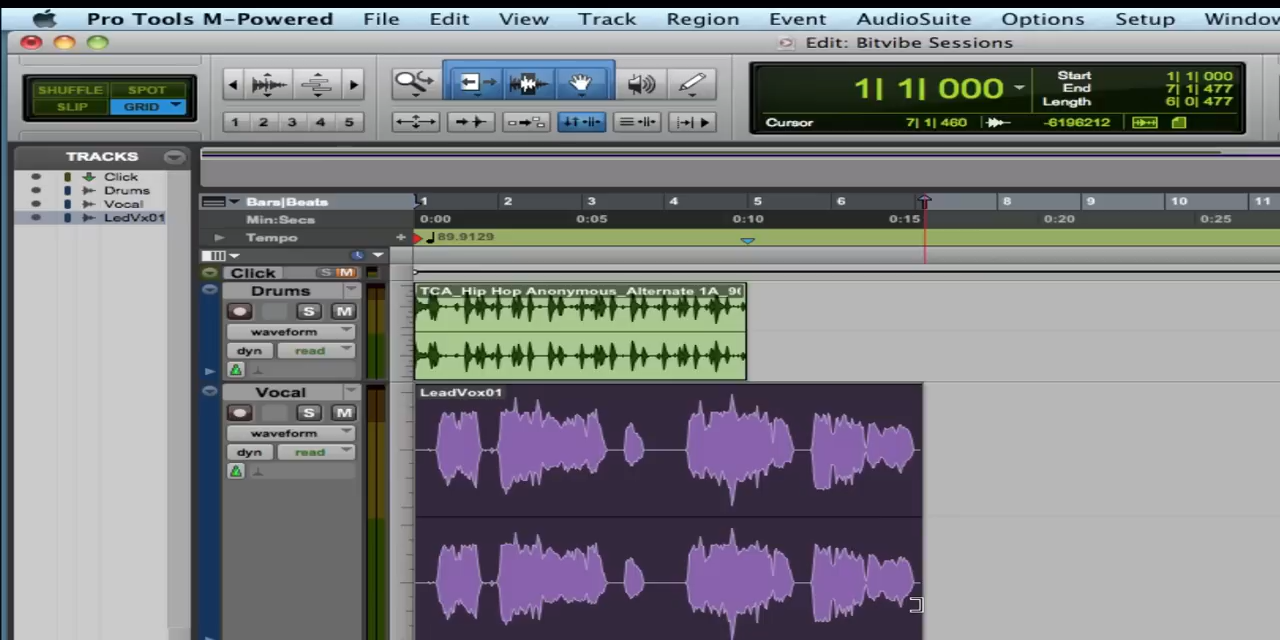 Pro Tools M-Powered File Edit View Track Region Event AudioSuite Options Setup Window
Edit: Bitvibe Sessions
SHUFFLE SPOT
SLIP GRID
1 2 3 4 5
1| 1| 000
Start 1| 1| 000
End 7| 1| 477
Length 6| 0| 477
Cursor 7| 1| 460 -6196212
TRACKS
Click
Drums
Vocal
LedVx01
Bars|Beats 1 2 3 4 5 6 8 9 10 11
Min:Secs 0:00 0:05 0:10 0:15 0:20 0:25
Tempo + 89.9129
Click S M
Drums
S M
waveform
dyn read
TCA_Hip Hop Anonymous_Alternate 1A_90
Vocal
S M
waveform
dyn read
LeadVox01